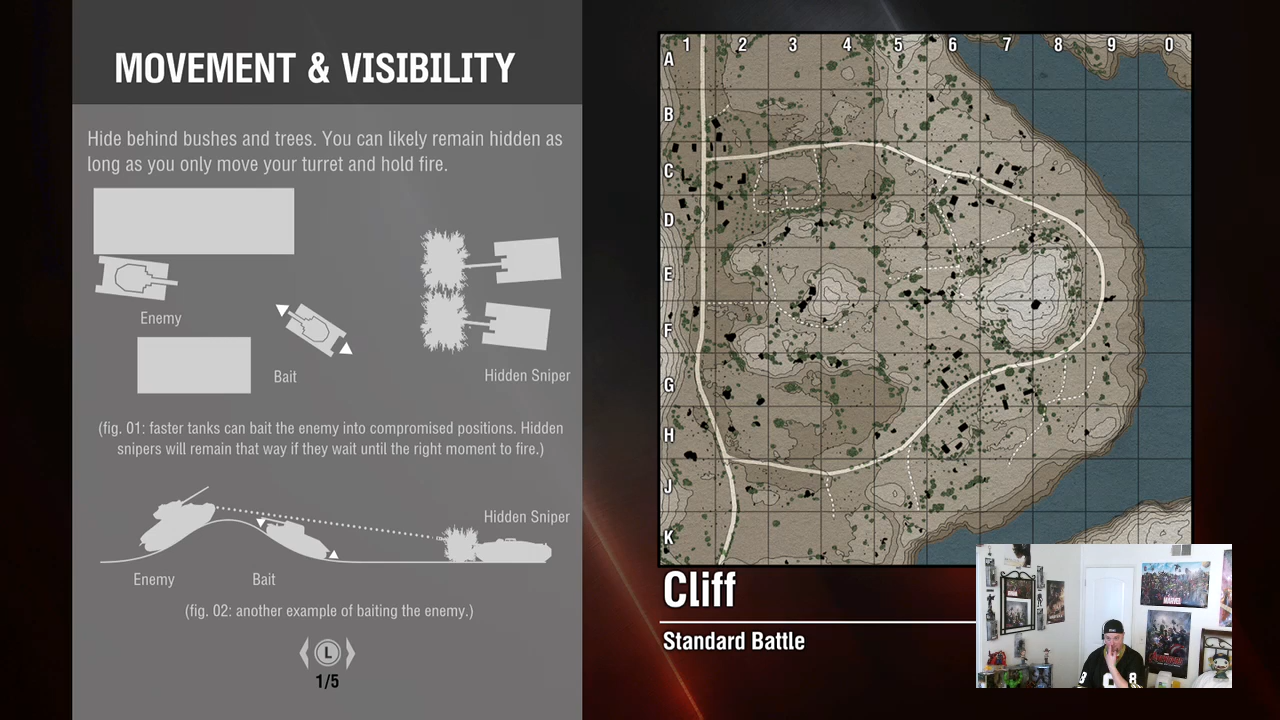 MOVEMENT & VISIBILITY
Hide behind bushes and trees. You can likely remain hidden as
long as you only move your turret and hold fire.
Enemy
Bait
Hidden Sniper
(fig. 01: faster tanks can bait the enemy into compromised positions. Hidden
snipers will remain that way if they wait until the right moment to fire.)
Hidden Sniper
Enemy
Bait
(fig. 02: another example of baiting the enemy.)
L
1/5
1 2 3 4 5 6 7 8 9 0
A
B
C
D
E
F
G
H
J
K
Cliff
Standard Battle
MARVEL